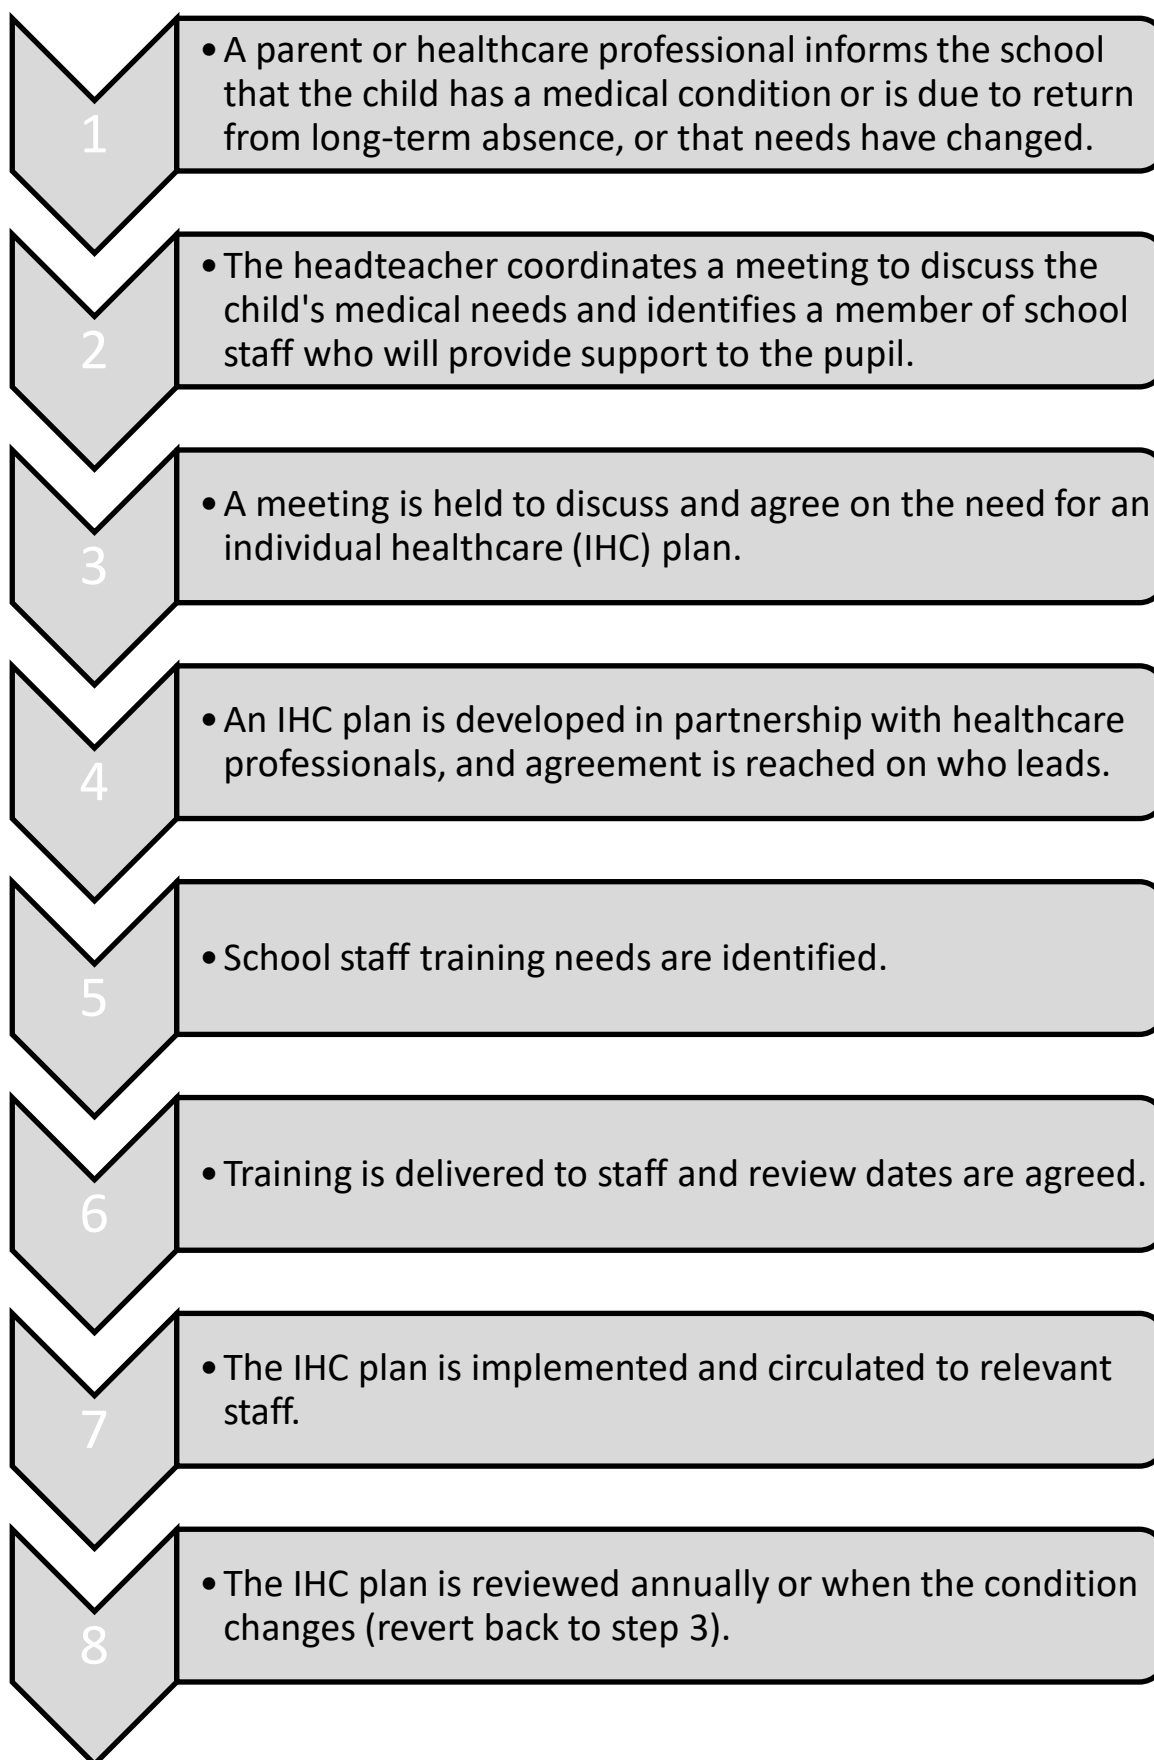 1
• A parent or healthcare professional informs the school
that the child has a medical condition or is due to return
from long-term absence, or that needs have changed.
2
• The headteacher coordinates a meeting to discuss the
child's medical needs and identifies a member of school
staff who will provide support to the pupil.
3
• A meeting is held to discuss and agree on the need for an
individual healthcare (IHC) plan.
4
• An IHC plan is developed in partnership with healthcare
professionals, and agreement is reached on who leads.
5
• School staff training needs are identified.
6
• Training is delivered to staff and review dates are agreed.
7
• The IHC plan is implemented and circulated to relevant
staff.
8
• The IHC plan is reviewed annually or when the condition
changes (revert back to step 3).